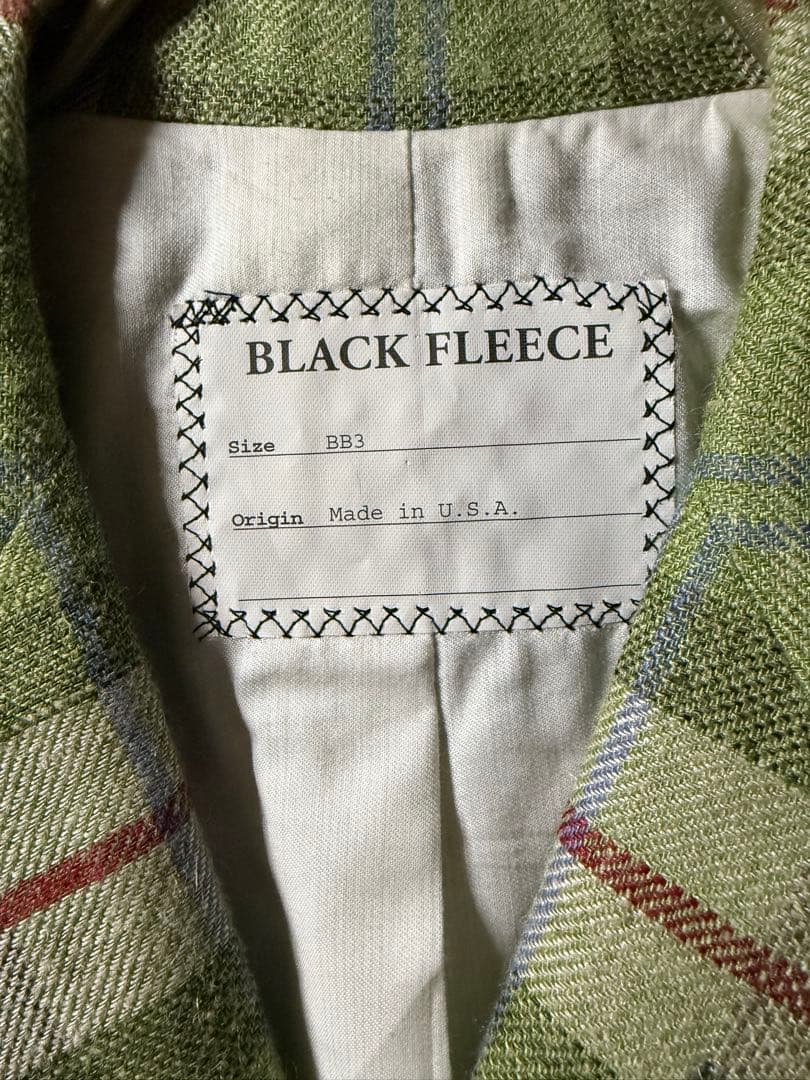 BLACK FLEECE
Size BB3
Origin Made in U.S.A.